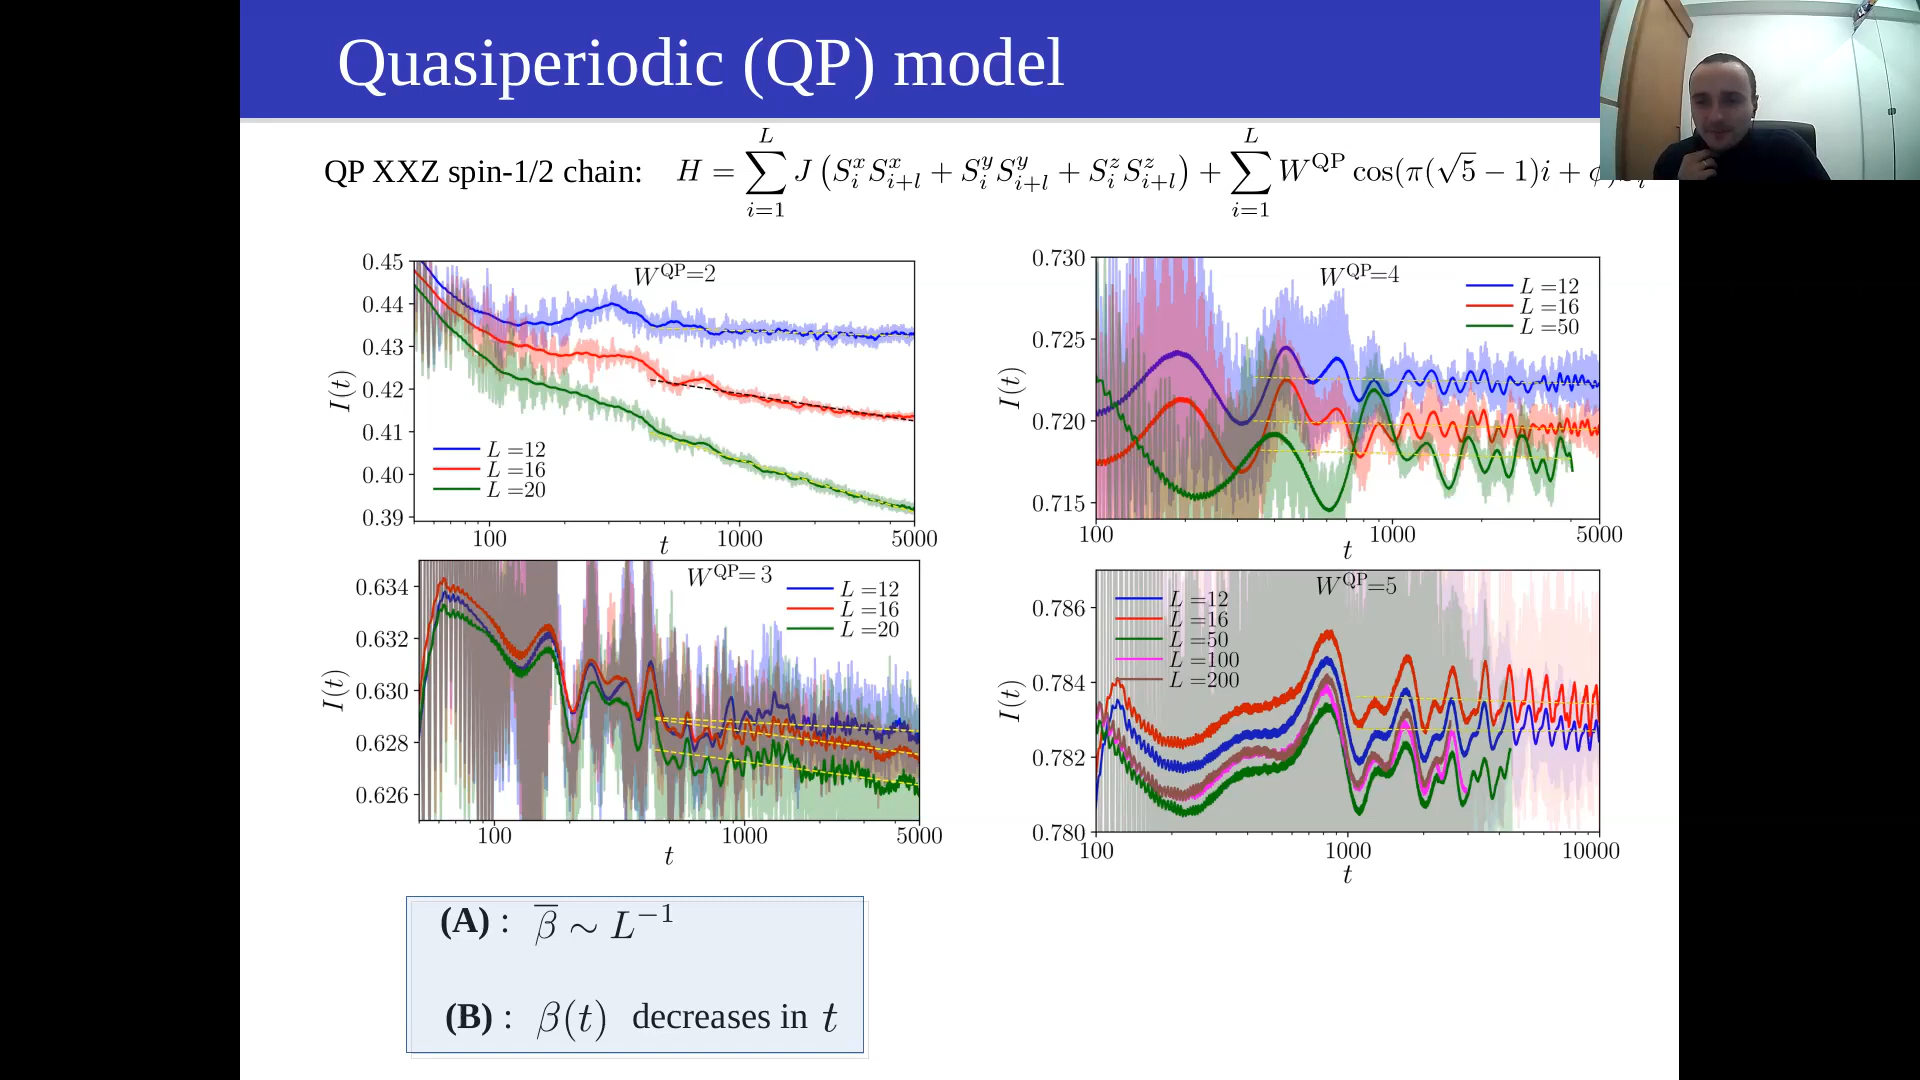 Quasiperiodic (QP) model
QP XXZ spin-1/2 chain: H = \sum_{i=1}^{L} J (S_i^x S_{i+l}^x + S_i^y S_{i+l}^y + S_i^z S_{i+l}^z) + \sum_{i=1}^{L} W^{QP} cos(π(√5 − 1)i +
W^{QP}=2
0.45
0.44
0.43
0.42
0.41
0.40
0.39
I(t)
L =12
L =16
L =20
100 1000 5000
t
W^{QP}=4
0.730
0.725
0.720
0.715
I(t)
L =12
L =16
L =50
100 1000 5000
t
W^{QP}= 3
0.634
0.632
0.630
0.628
0.626
I(t)
L =12
L =16
L =20
100 1000 5000
t
W^{QP}=5
0.786
0.784
0.782
0.780
I(t)
L =12
L =16
L =50
L =100
L =200
100 1000 10000
t
(A) : \overline{β} ∼ L^{−1}
(B) : β(t) decreases in t